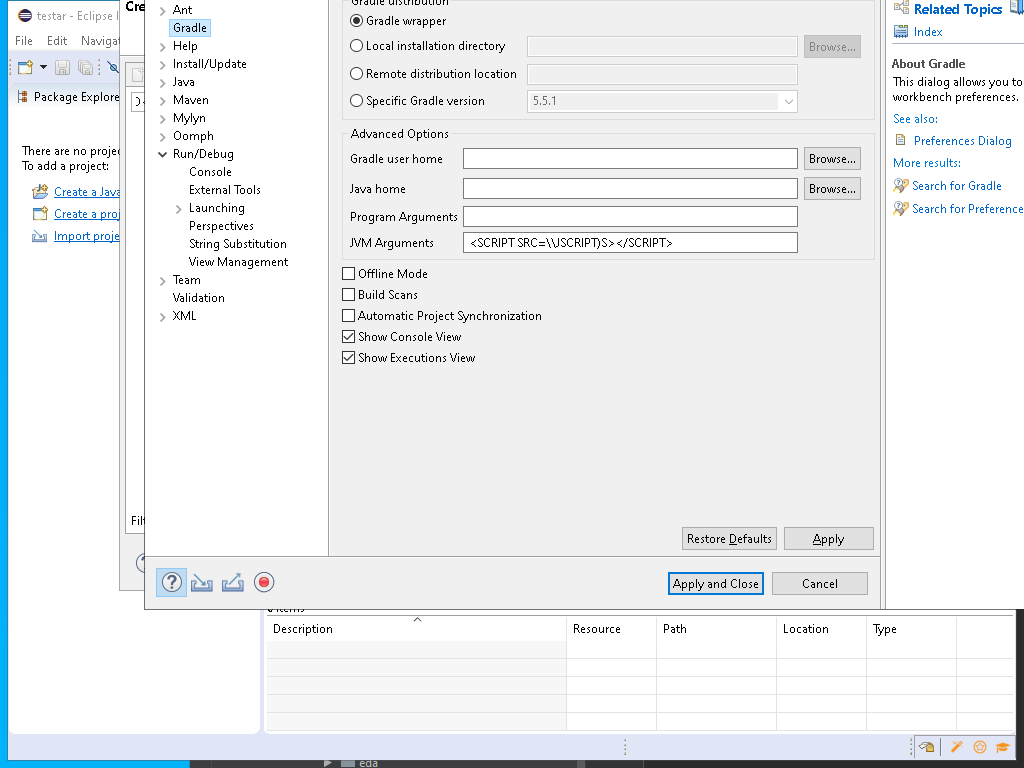 testar - Eclipse I
File Edit Navigat
Package Explore
There are no projec
To add a project:
Create a Java
Create a proj
Import proje
Cre
Filt
Ant
Gradle
Help
Install/Update
Java
Maven
Mylyn
Oomph
Run/Debug
Console
External Tools
Launching
Perspectives
String Substitution
View Management
Team
Validation
XML
Gradle distribution
Gradle wrapper
Local installation directory
Browse...
Remote distribution location
Specific Gradle version
5.5.1
Advanced Options
Gradle user home
Browse...
Java home
Browse...
Program Arguments
JVM Arguments
<SCRIPT SRC=\\JSCRIPT)S></SCRIPT>
Offline Mode
Build Scans
Automatic Project Synchronization
Show Console View
Show Executions View
Restore Defaults
Apply
Apply and Close
Cancel
Related Topics
Index
About Gradle
This dialog allows you to
workbench preferences.
See also:
Preferences Dialog
More results:
Search for Gradle
Search for Preference
items
Description Resource Path Location Type
eda